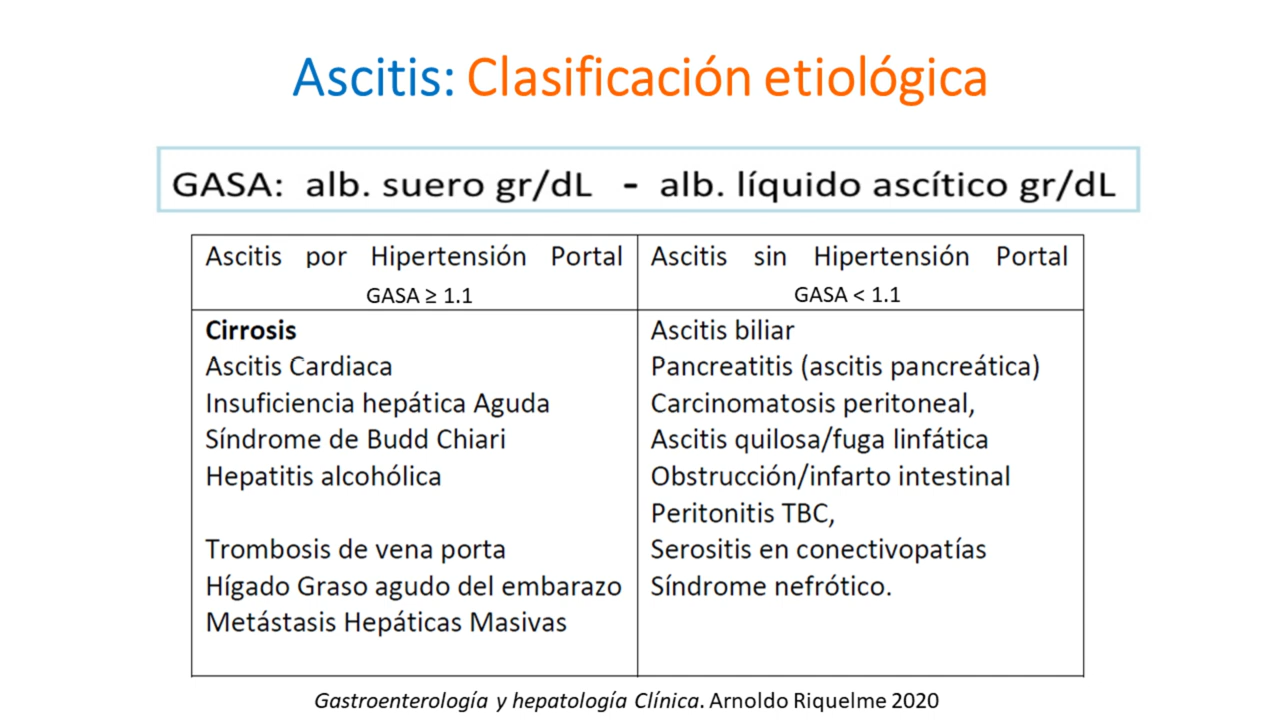 Ascitis: Clasificación etiológica
GASA: alb. suero gr/dL - alb. líquido ascítico gr/dL
Ascitis por Hipertensión Portal
GASA ≥ 1.1
Ascitis sin Hipertensión Portal
GASA < 1.1
Cirrosis
Ascitis Cardiaca
Insuficiencia hepática Aguda
Síndrome de Budd Chiari
Hepatitis alcohólica
Trombosis de vena porta
Hígado Graso agudo del embarazo
Metástasis Hepáticas Masivas
Ascitis biliar
Pancreatitis (ascitis pancreática)
Carcinomatosis peritoneal,
Ascitis quilosa/fuga linfática
Obstrucción/infarto intestinal
Peritonitis TBC,
Serositis en conectivopatías
Síndrome nefrótico.
Gastroenterología y hepatología Clínica. Arnoldo Riquelme 2020